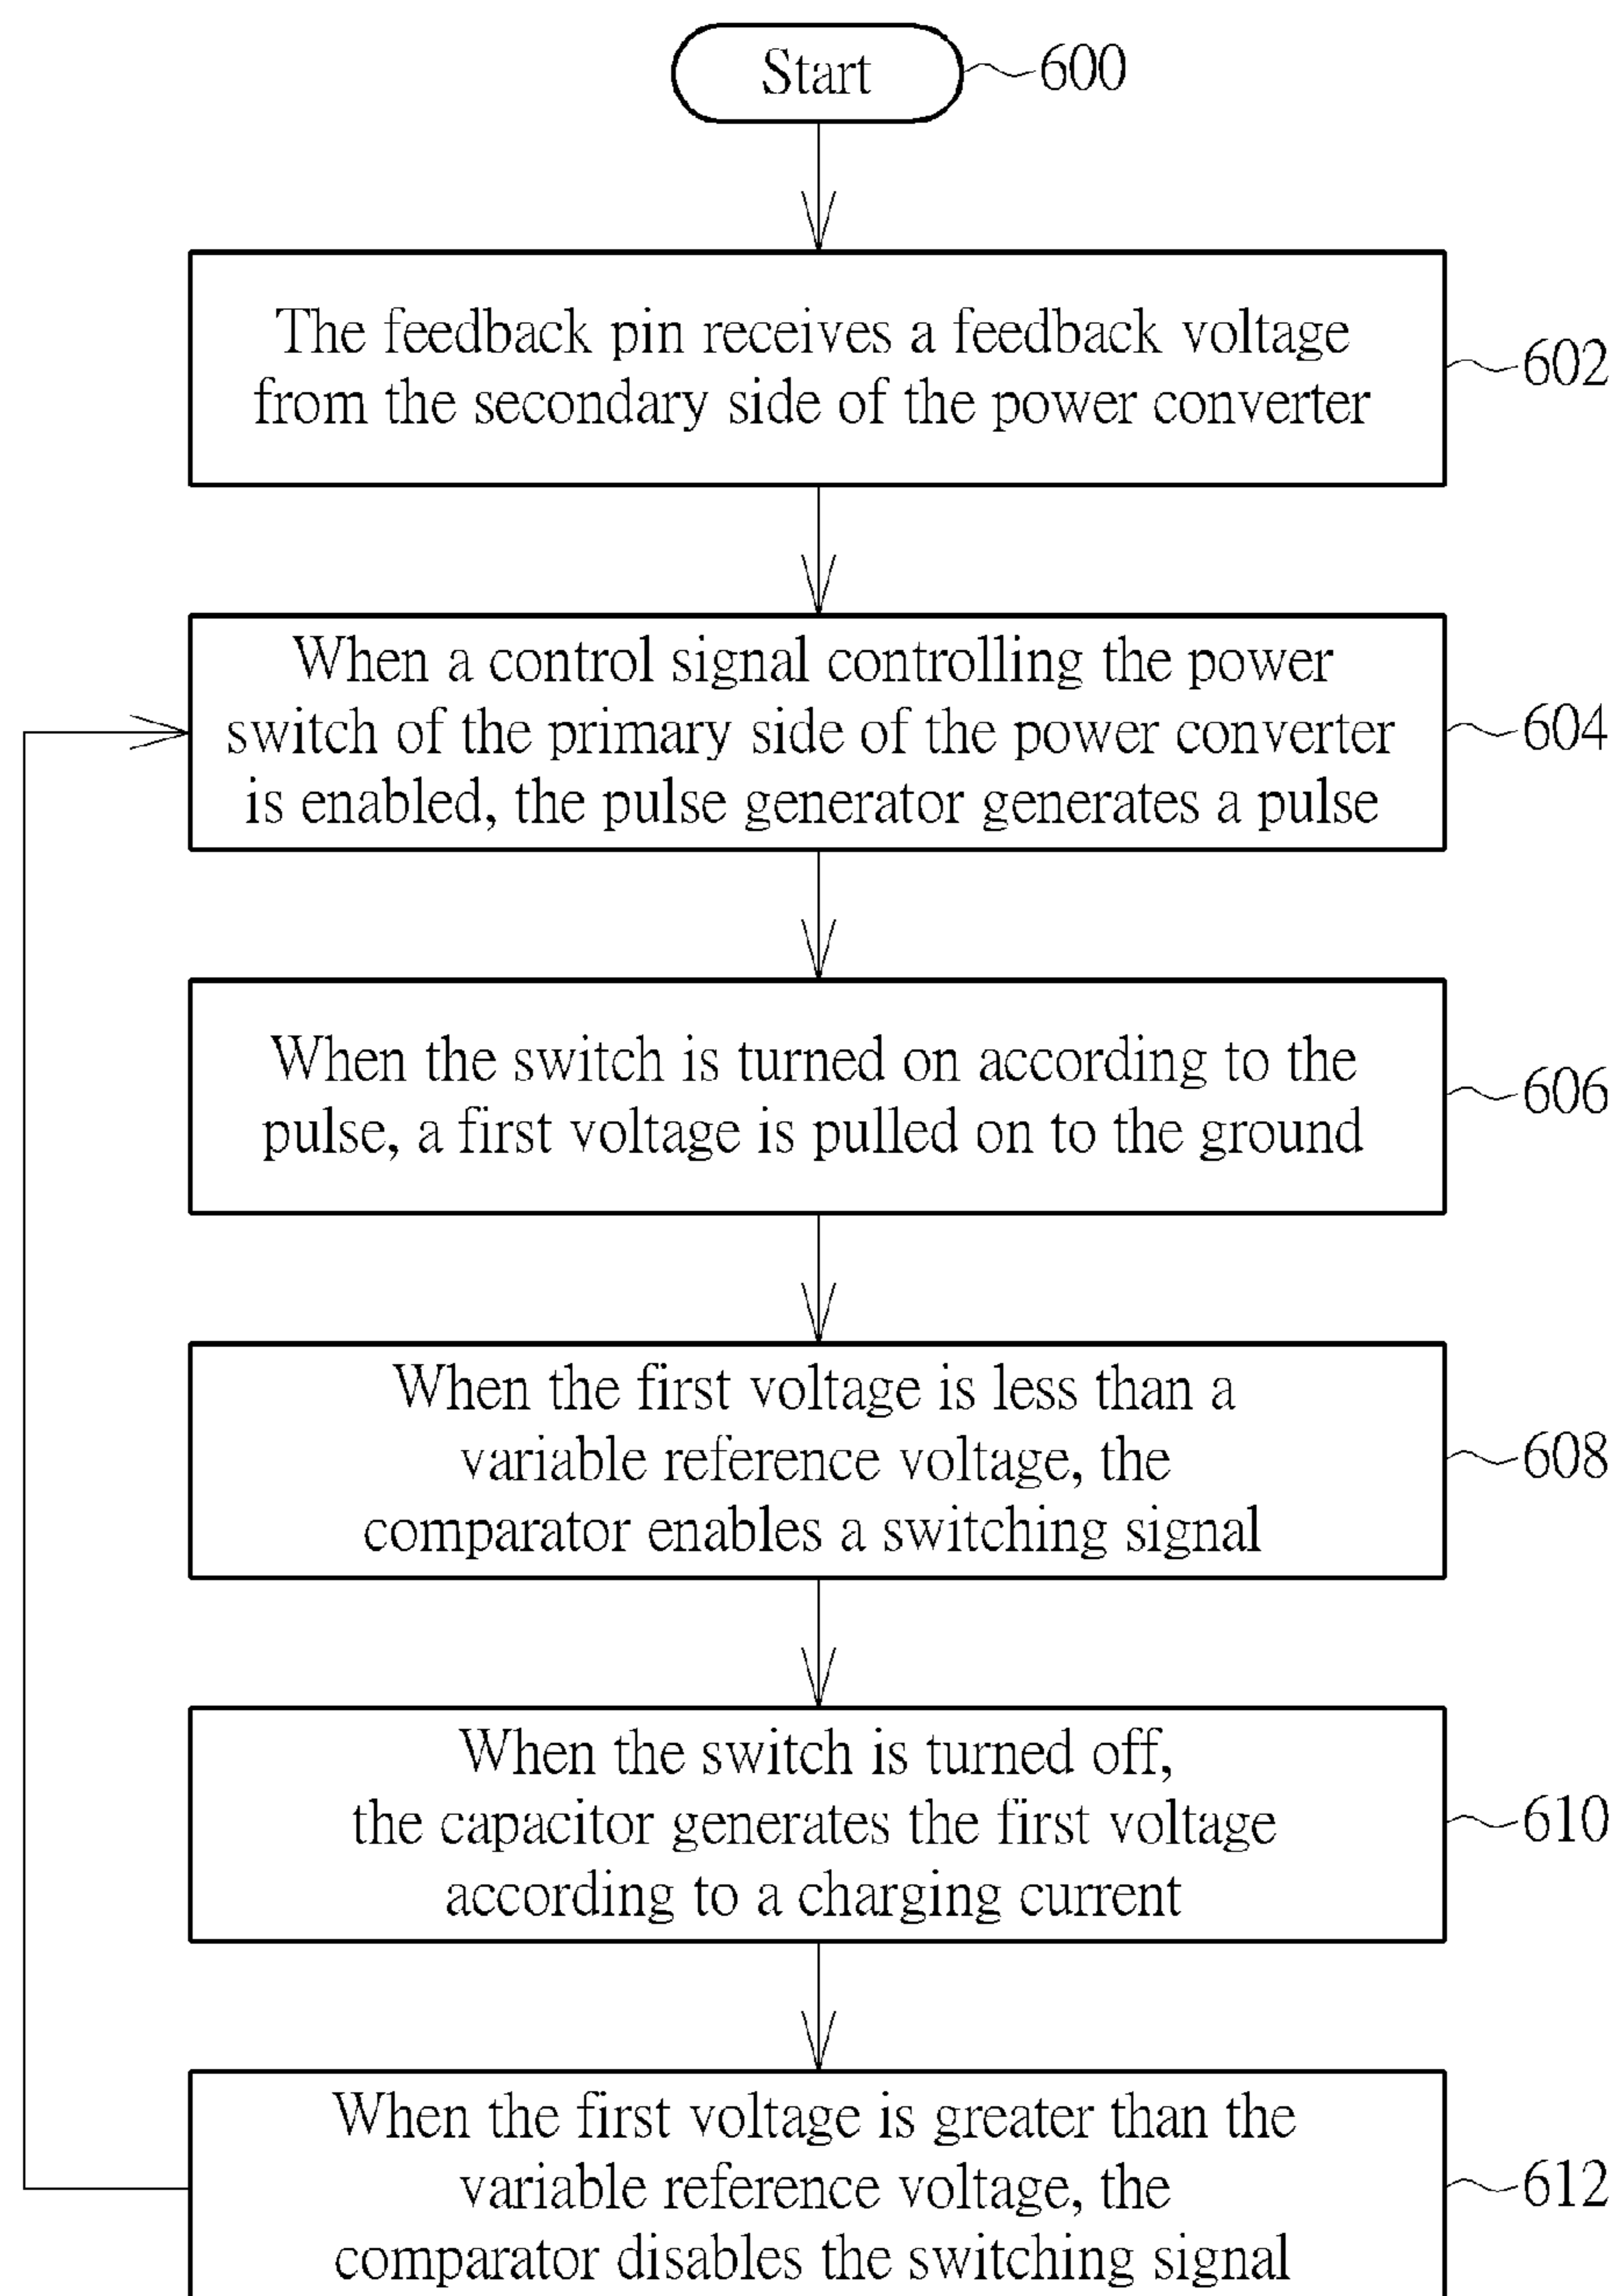 Start
600
The feedback pin receives a feedback voltage
from the secondary side of the power converter
602
When a control signal controlling the power
switch of the primary side of the power converter
is enabled, the pulse generator generates a pulse
604
When the switch is turned on according to the
pulse, a first voltage is pulled on to the ground
606
When the first voltage is less than a
variable reference voltage, the
comparator enables a switching signal
608
When the switch is turned off,
the capacitor generates the first voltage
according to a charging current
610
When the first voltage is greater than the
variable reference voltage, the
comparator disables the switching signal
612